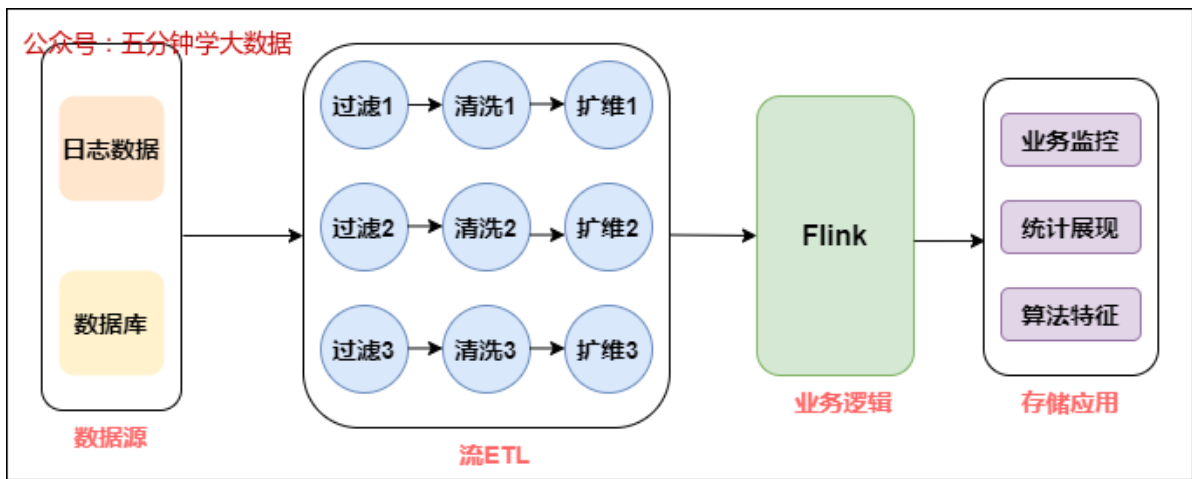 公众号：五分钟学大数据
日志数据
数据库
数据源
过滤1
清洗1
扩维1
过滤2
清洗2
扩维2
过滤3
清洗3
扩维3
流ETL
Flink
业务逻辑
业务监控
统计展现
算法特征
存储应用